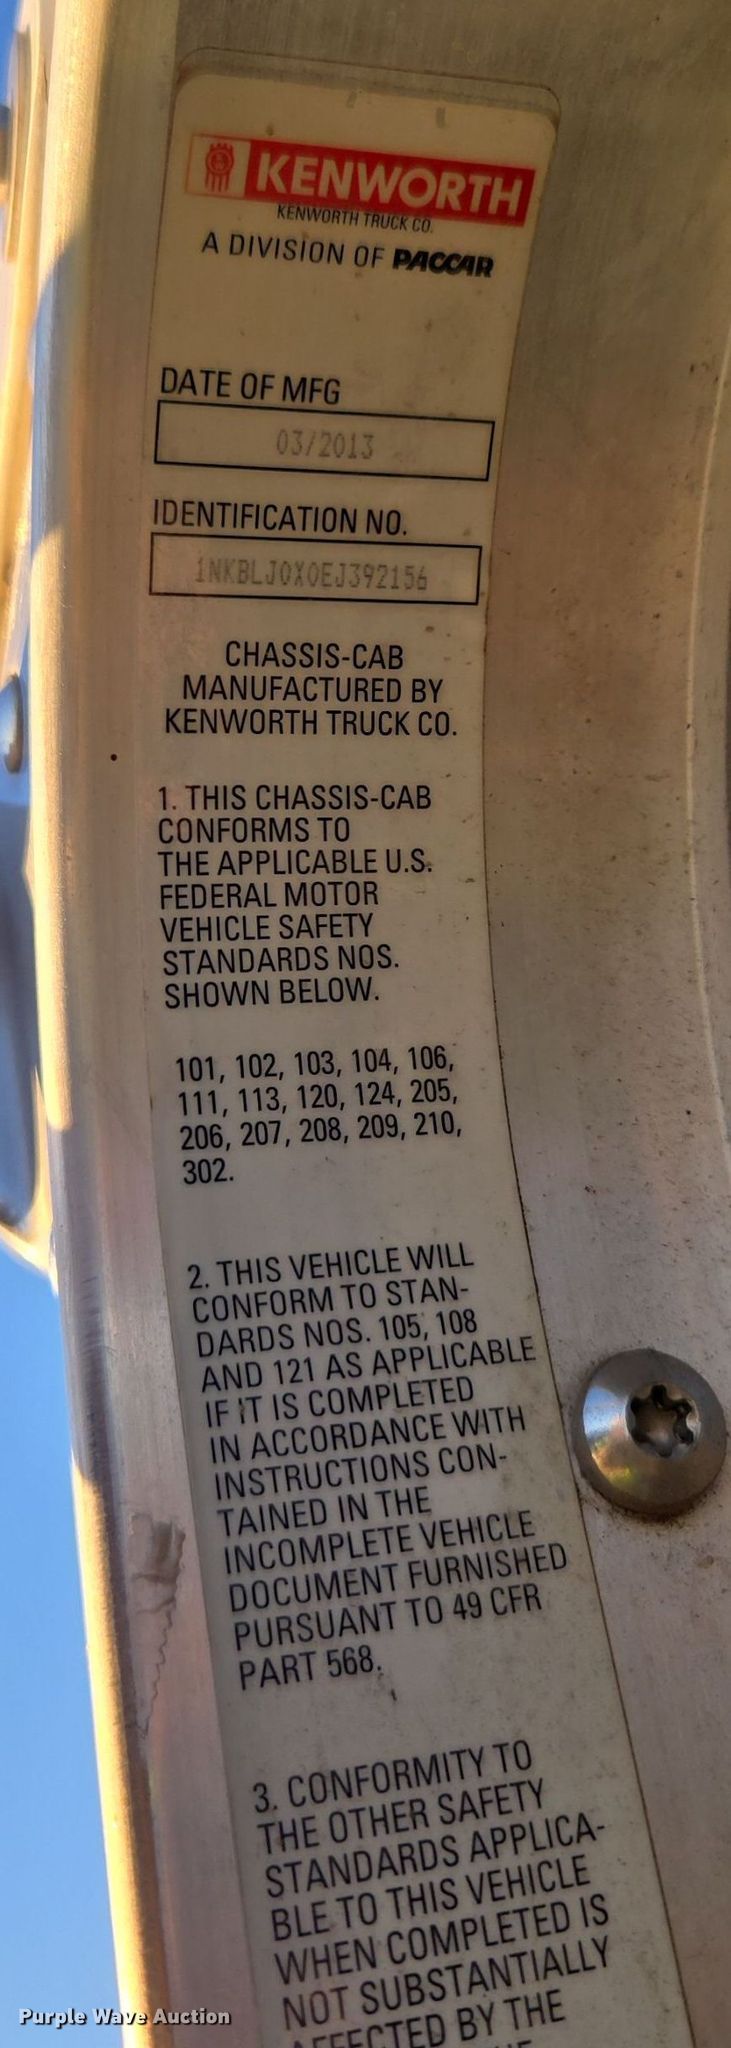 KENWORTH
KENWORTH TRUCK CO.
A DIVISION OF PACCAR
DATE OF MFG
03/2013
IDENTIFICATION NO.
1NKBLJ0X0EJ392156
CHASSIS-CAB
MANUFACTURED BY
KENWORTH TRUCK CO.
1. THIS CHASSIS-CAB
CONFORMS TO
THE APPLICABLE U.S.
FEDERAL MOTOR
VEHICLE SAFETY
STANDARDS NOS.
SHOWN BELOW.
101, 102, 103, 104, 106,
111, 113, 120, 124, 205,
206, 207, 208, 209, 210,
302.
2. THIS VEHICLE WILL
CONFORM TO STAN-
DARDS NOS. 105, 108
AND 121 AS APPLICABLE
IF IT IS COMPLETED
IN ACCORDANCE WITH
INSTRUCTIONS CON-
TAINED IN THE
INCOMPLETE VEHICLE
DOCUMENT FURNISHED
PURSUANT TO 49 CFR
PART 568.
3. CONFORMITY TO
THE OTHER SAFETY
STANDARDS APPLICA-
BLE TO THIS VEHICLE
WHEN COMPLETED IS
NOT SUBSTANTIALLY
AFFECTED BY THE
Purple Wave Auction